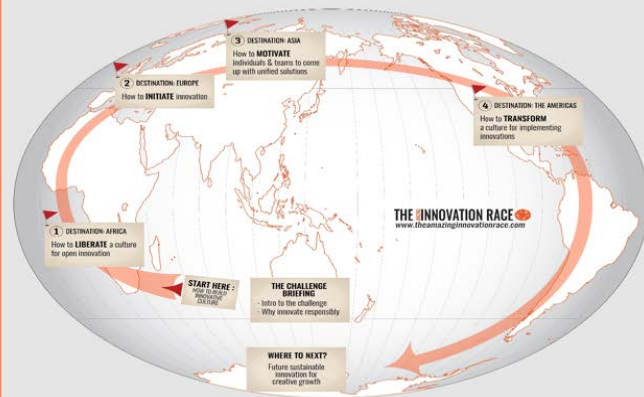 3 DESTINATION: ASIA
How to MOTIVATE
individuals & teams to come
up with unified solutions
2 DESTINATION: EUROPE
How to INITIATE innovation
4 DESTINATION: THE AMERICAS
How to TRANSFORM
a culture for implementing
innovations
1 DESTINATION: AFRICA
How to LIBERATE a culture
for open innovation
THE INNOVATION RACE
www.theamazinginnovationrace.com
START HERE :
HOW TO BUILD
INNOVATIVE
CULTURE
THE CHALLENGE
BRIEFING
- Intro to the challenge
- Why innovate responsibly
WHERE TO NEXT?
Future sustainable
innovation for
creative growth